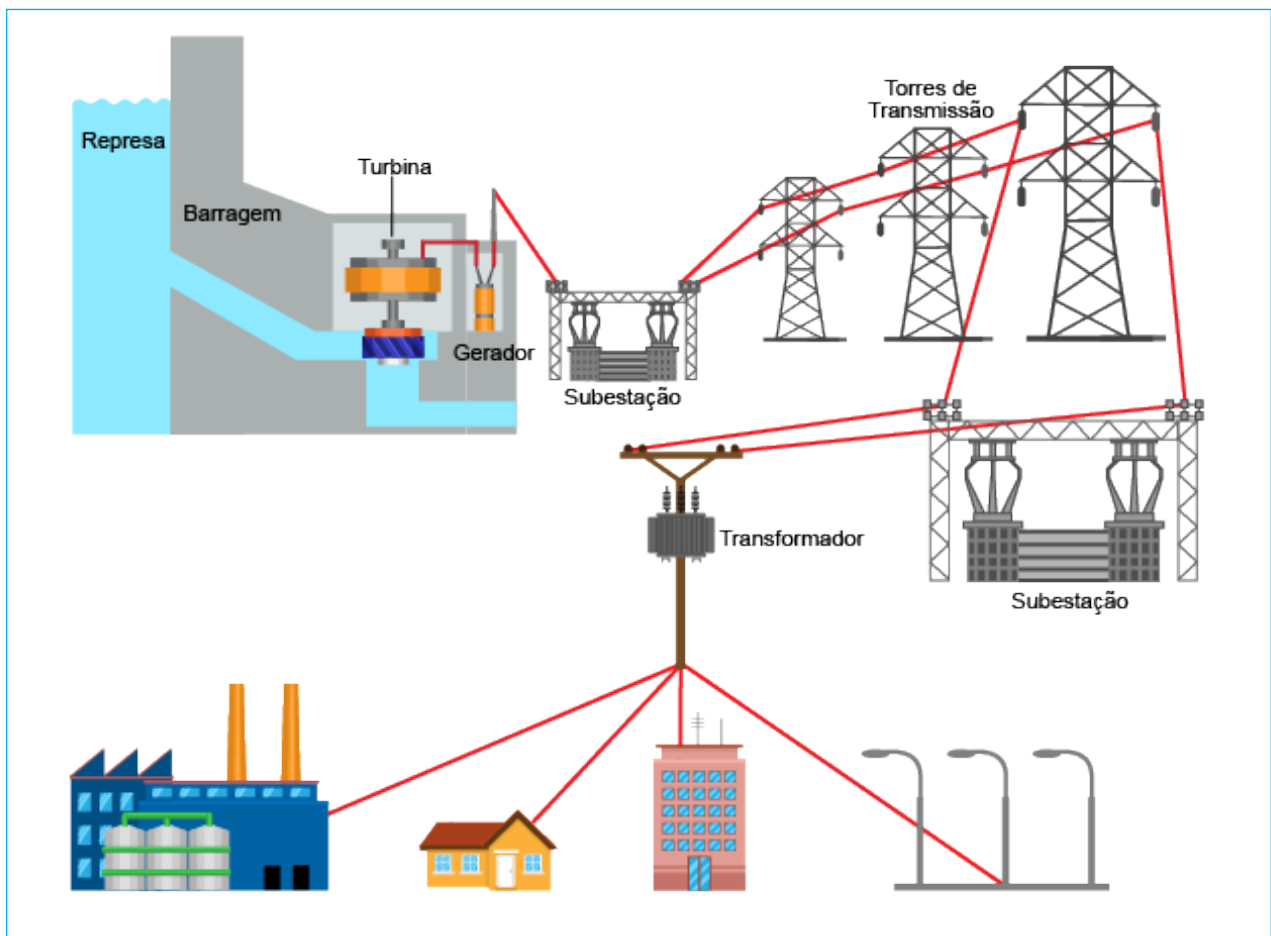 Represa
Barragem
Turbina
Gerador
Subestação
Torres de
Transmissão
Transformador
Subestação